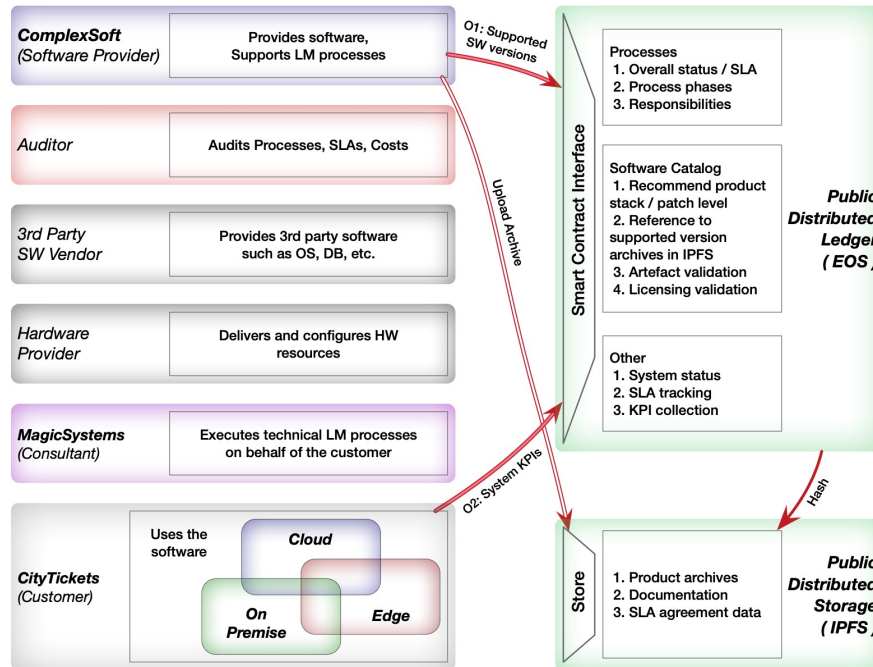 ComplexSoft
(Software Provider)
Provides software,
Supports LM processes
Auditor
Audits Processes, SLAs, Costs
3rd Party
SW Vendor
Provides 3rd party software
such as OS, DB, etc.
Hardware
Provider
Delivers and configures HW
resources
MagicSystems
(Consultant)
Executes technical LM processes
on behalf of the customer
CityTickets
(Customer)
Uses the
software
Cloud
On
Premise
Edge
O1: Supported
SW versions
Upload Archive
O2: System KPIs
Smart Contract Interface
Processes
1. Overall status / SLA
2. Process phases
3. Responsibilities
Software Catalog
1. Recommend product
stack / patch level
2. Reference to
supported version
archives in IPFS
3. Artefact validation
4. Licensing validation
Other
1. System status
2. SLA tracking
3. KPI collection
Public
Distributed
Ledger
( EOS )
Hash
Store
1. Product archives
2. Documentation
3. SLA agreement data
Public
Distributed
Storage
( IPFS )